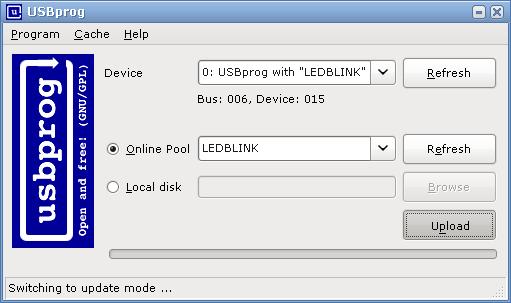 USBprog
Program Cache Help
usbprog
Open and free! (GNU/GPL)
Device 0: USBprog with "LEDBLINK" Refresh
Bus: 006, Device: 015
Online Pool LEDBLINK Refresh
Local disk Browse
Upload
Switching to update mode ...